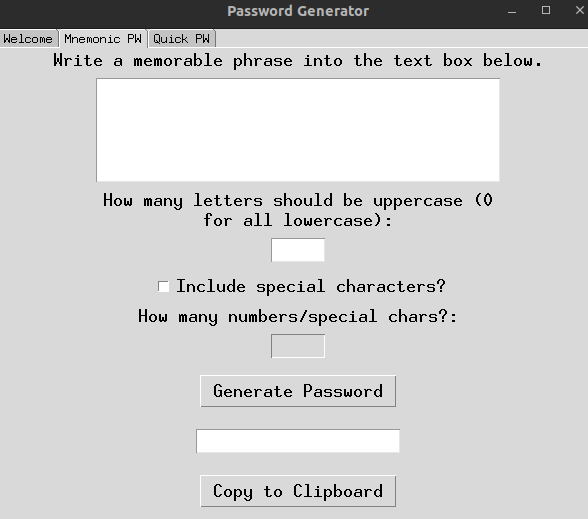 Password Generator
Welcome Mnemonic PW Quick PW
Write a memorable phrase into the text box below.
How many letters should be uppercase (0
for all lowercase):
Include special characters?
How many numbers/special chars?:
Generate Password
Copy to Clipboard